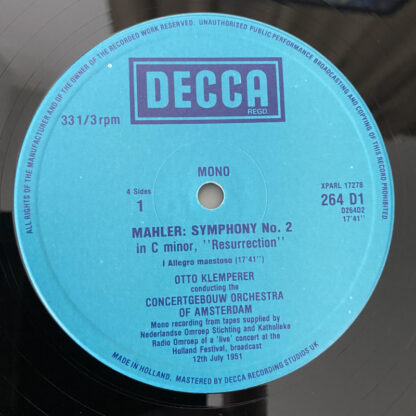 ALL RIGHTS OF THE MANUFACTURER AND OF THE OWNER OF THE RECORDED WORK RESERVED. UNAUTHORISED PUBLIC PERFORMANCE BROADCASTING AND COPYING OF THIS RECORD PROHIBITED.
DECCA
REGD.
33 1/3 rpm
MONO
4 Sides
1
XPARL 17278
264 D1
D264D2
17'41"
MAHLER: SYMPHONY No. 2
in C minor, ''Resurrection''
I Allegro maestoso (17'41'')
OTTO KLEMPERER
conducting the
CONCERTGEBOUW ORCHESTRA
OF AMSTERDAM
Mono recording from tapes supplied by
Nederlandse Omroep Stichting and Katholieke
Radio Omroep of a 'live' concert at the
Holland Festival, broadcast
12th July 1951
MADE IN HOLLAND, MASTERED BY DECCA RECORDING STUDIOS UK